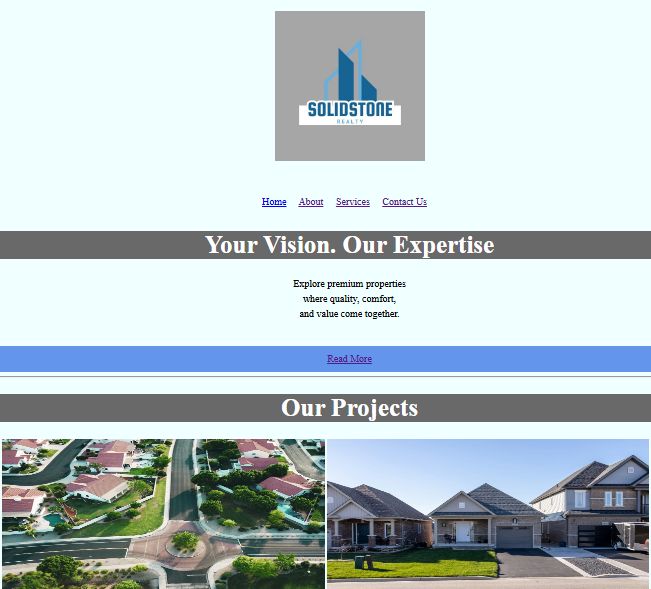 SOLIDSTONE
REALTY
Home About Services Contact Us
Your Vision. Our Expertise
Explore premium properties
where quality, comfort,
and value come together.
Read More
Our Projects